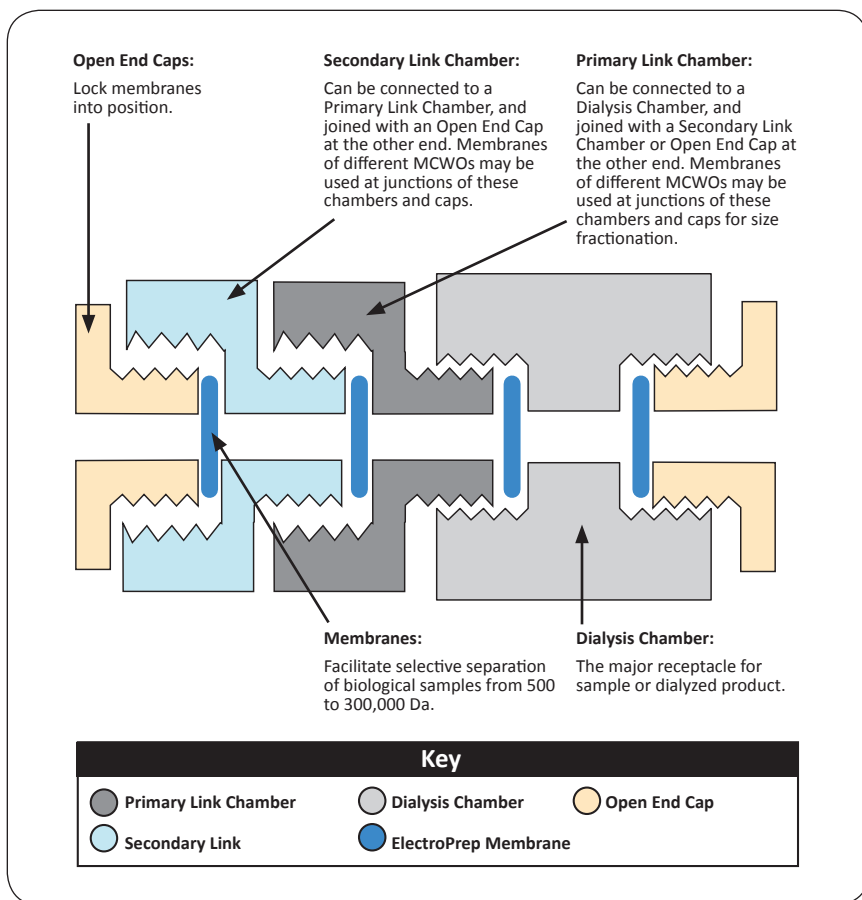 Open End Caps:
Lock membranes
into position.
Secondary Link Chamber:
Can be connected to a
Primary Link Chamber, and
joined with an Open End Cap
at the other end. Membranes
of different MCWOs may be
used at junctions of these
chambers and caps.
Primary Link Chamber:
Can be connected to a
Dialysis Chamber, and
joined with a Secondary Link
Chamber or Open End Cap at
the other end. Membranes
of different MCWOs may be
used at junctions of these
chambers and caps for size
fractionation.
Membranes:
Facilitate selective separation
of biological samples from 500
to 300,000 Da.
Dialysis Chamber:
The major receptacle for
sample or dialyzed product.
Key
Primary Link Chamber
Dialysis Chamber
Open End Cap
Secondary Link
ElectroPrep Membrane